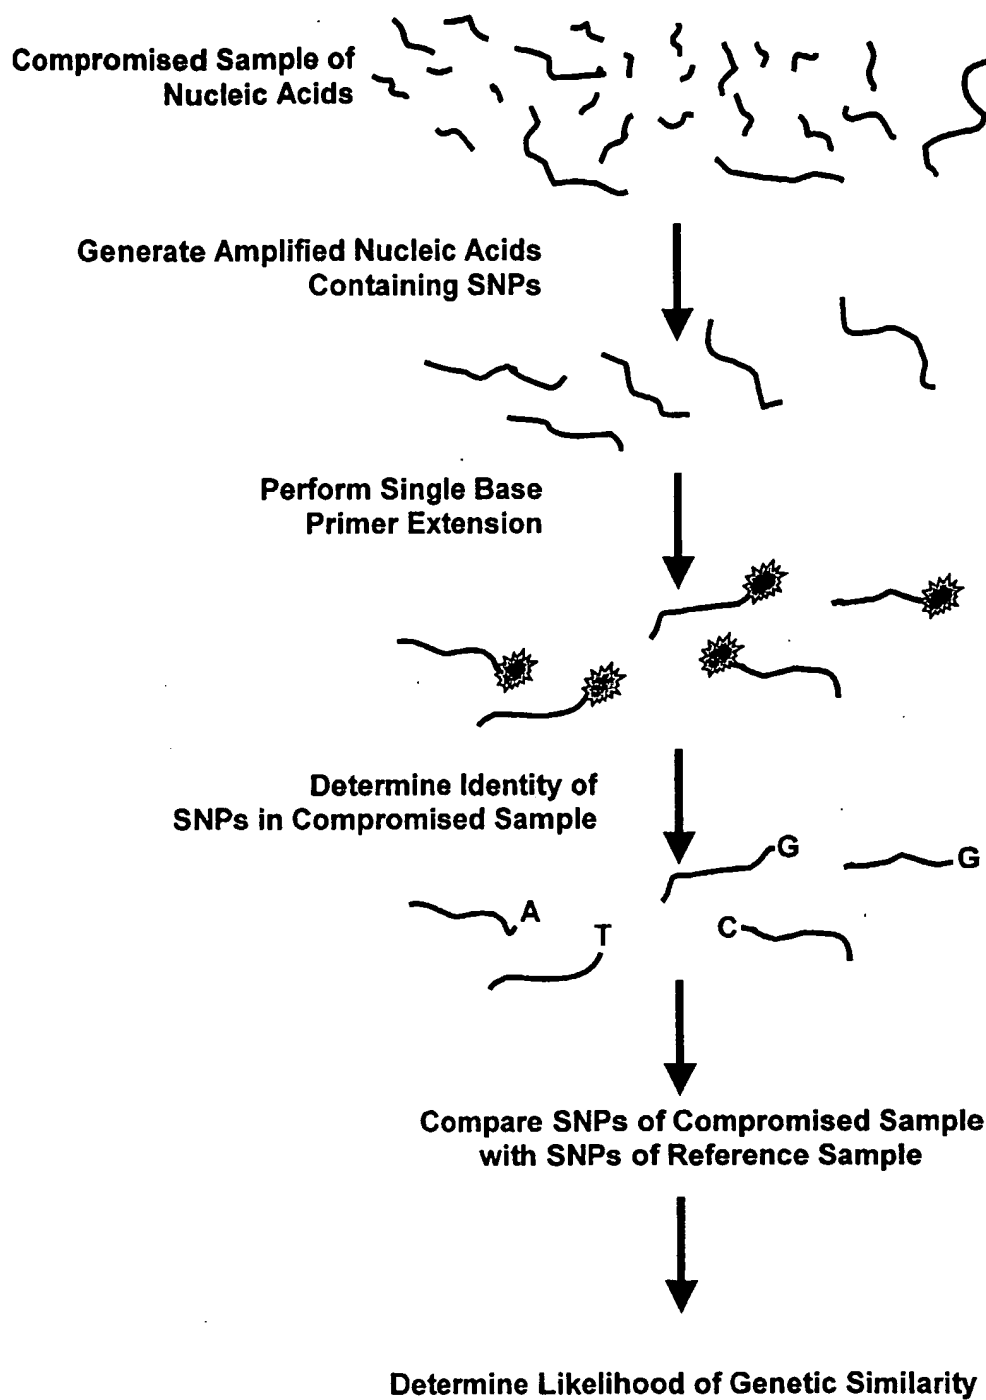 Compromised Sample of
Nucleic Acids
Generate Amplified Nucleic Acids
Containing SNPs
Perform Single Base
Primer Extension
Determine Identity of
SNPs in Compromised Sample
G
G
A
T
C
Compare SNPs of Compromised Sample
with SNPs of Reference Sample
Determine Likelihood of Genetic Similarity